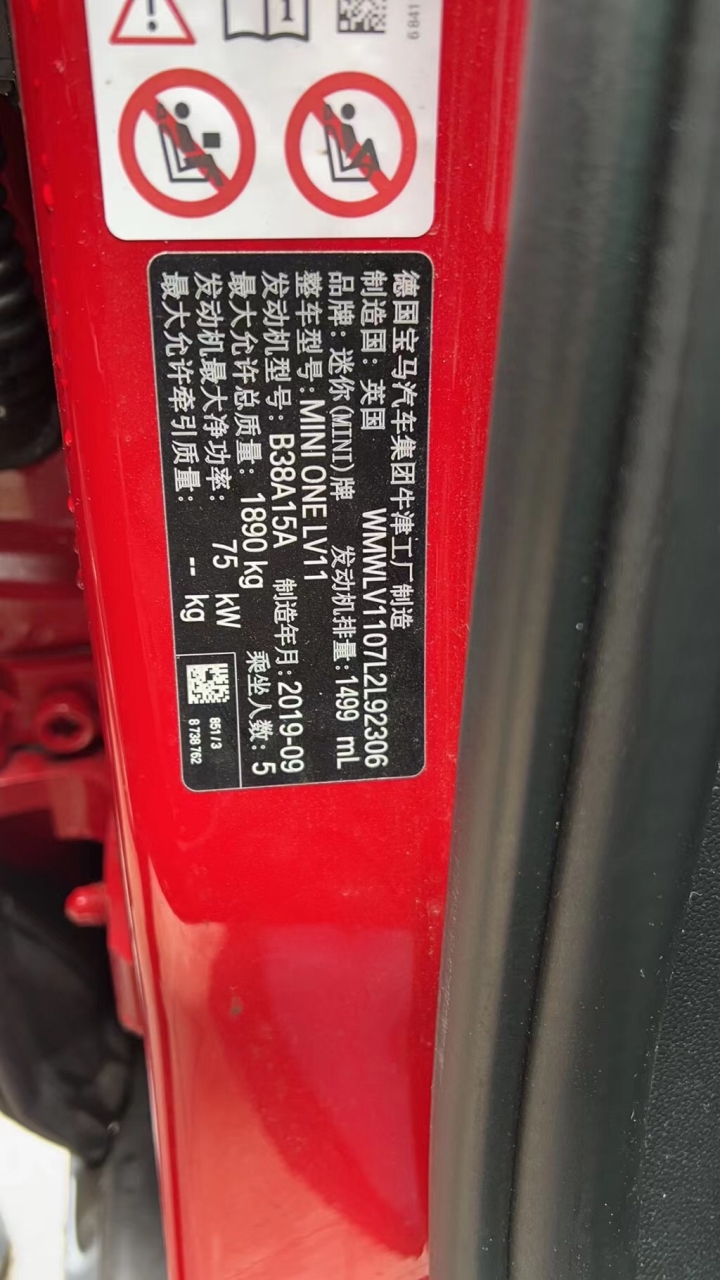 6 841
德国宝马汽车集团牛津工厂制造
制造国：英国 WMWLV1107L2L92306
品牌：迷你(MINI)牌 发动机排量：1499 mL
整车型号：MINI ONE LV11
发动机型号：B38A15A 制造年月：2019-09
最大允许总质量：1890 kg 乘坐人数：5
发动机最大净功率：75 kW
最大允许牵引质量：-- kg
851/3
8 738 762